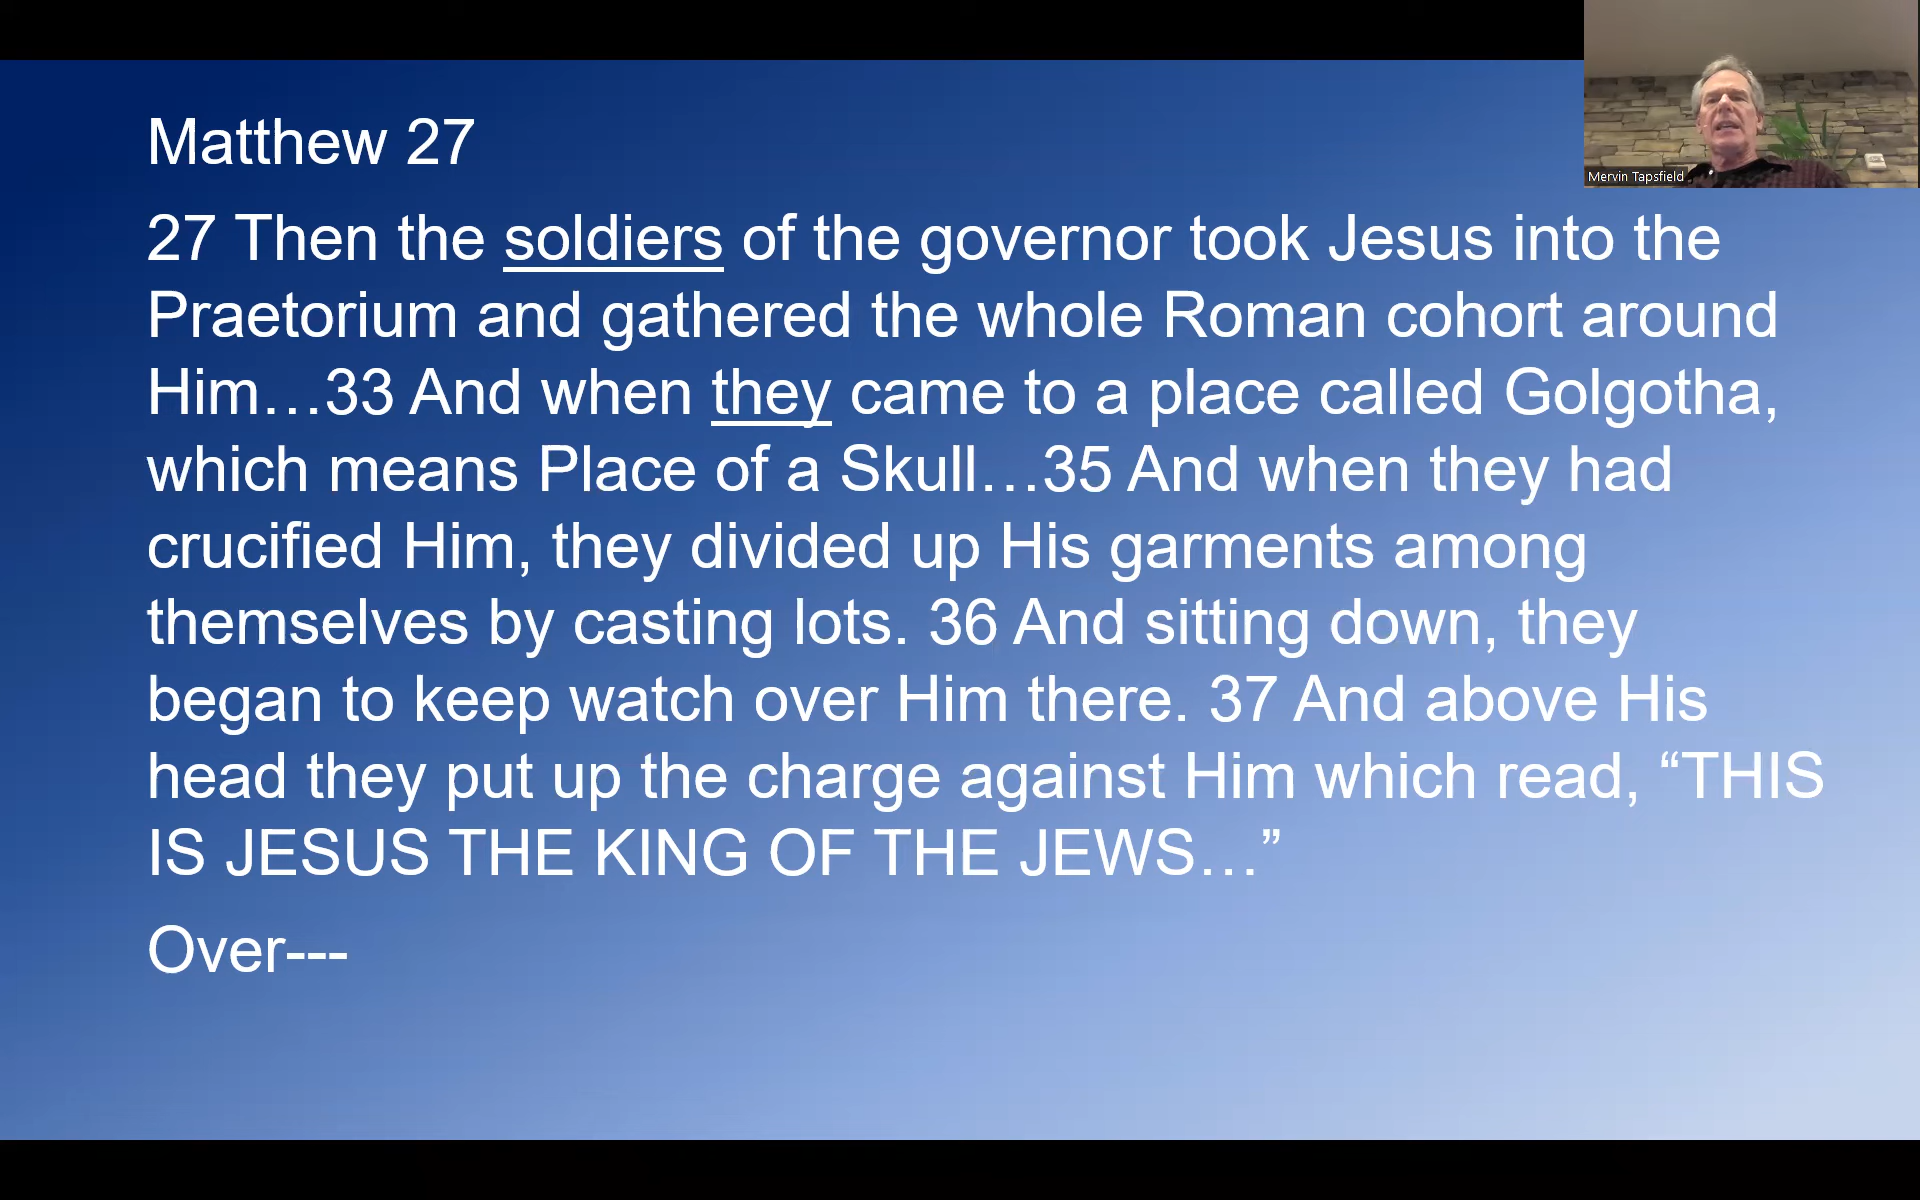 Mervin Tapsfield
Matthew 27
27 Then the soldiers of the governor took Jesus into the
Praetorium and gathered the whole Roman cohort around
Him…33 And when they came to a place called Golgotha,
which means Place of a Skull…35 And when they had
crucified Him, they divided up His garments among
themselves by casting lots. 36 And sitting down, they
began to keep watch over Him there. 37 And above His
head they put up the charge against Him which read, “THIS
IS JESUS THE KING OF THE JEWS…”
Over---